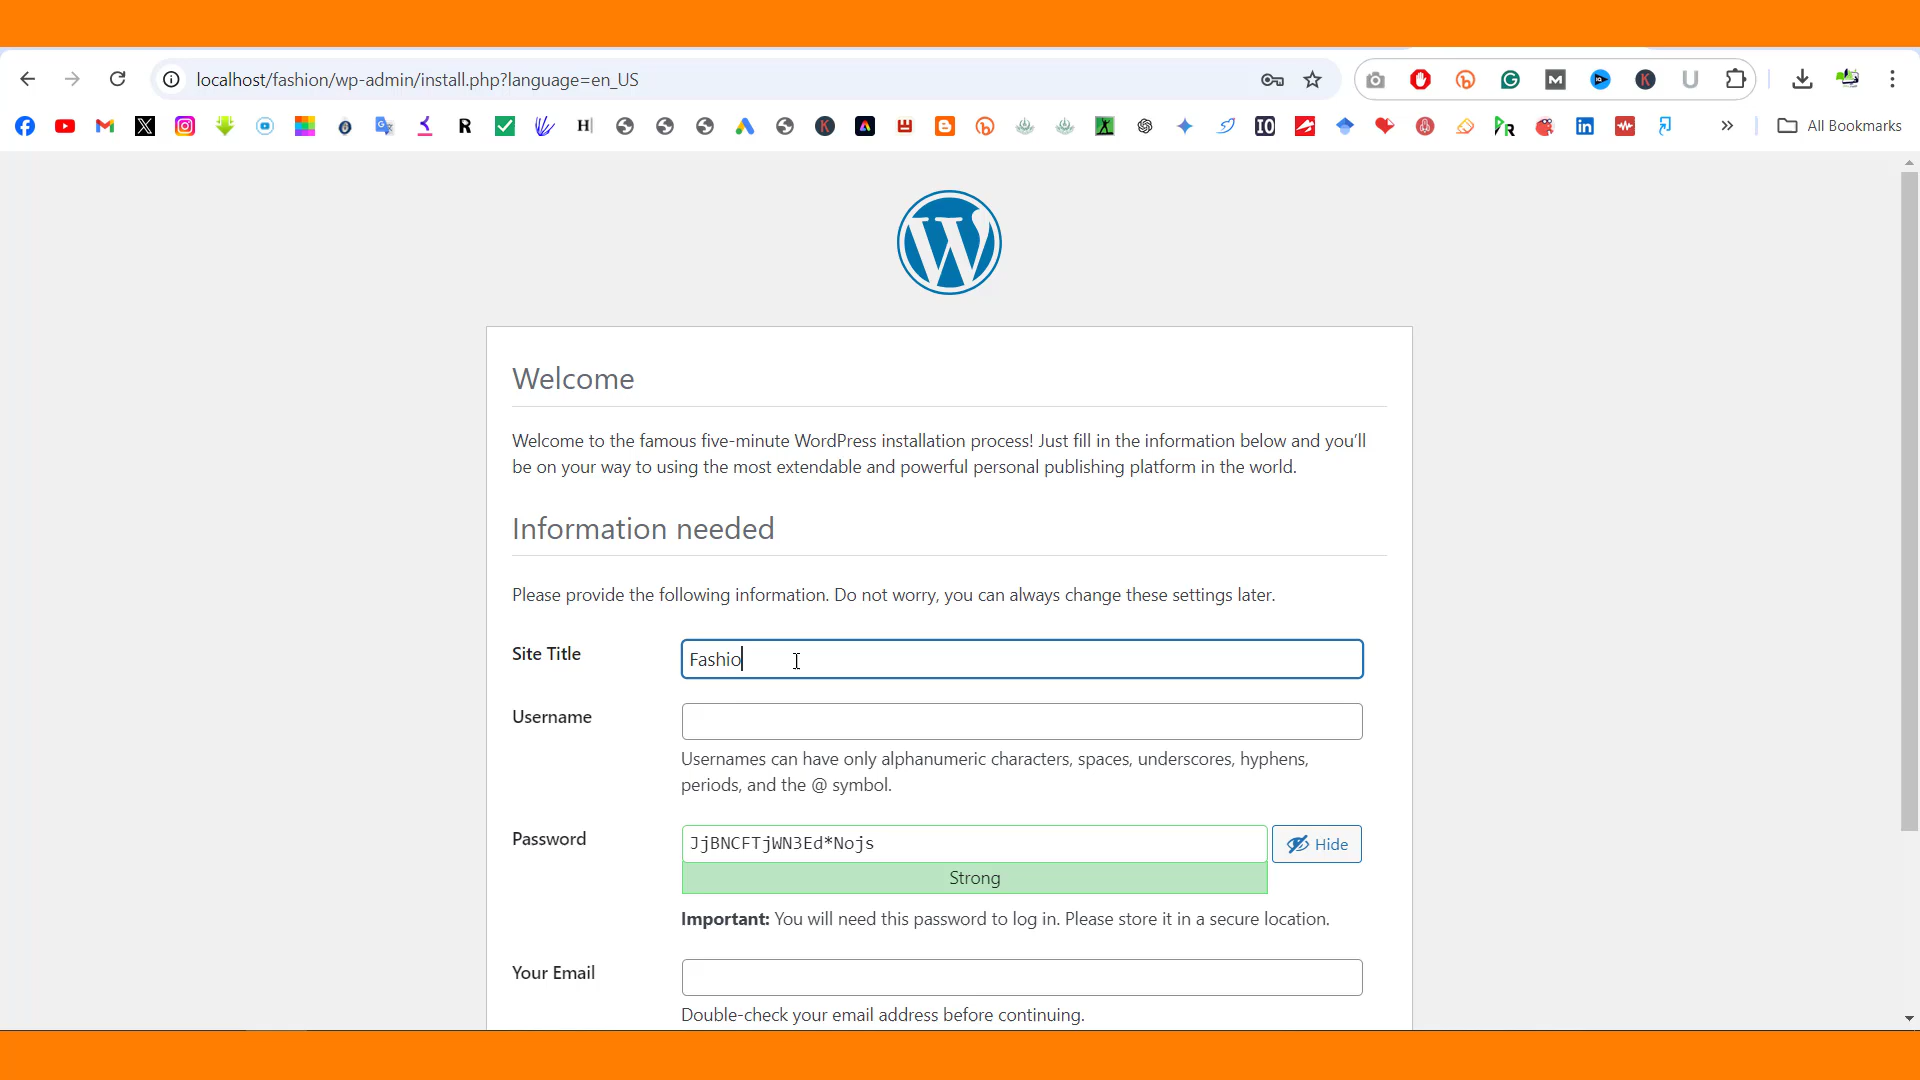 localhost/fashion/wp-admin/install.php?language=en_US
All Bookmarks
Welcome
Welcome to the famous five-minute WordPress installation process! Just fill in the information below and you’ll
be on your way to using the most extendable and powerful personal publishing platform in the world.
Information needed
Please provide the following information. Do not worry, you can always change these settings later.
Site Title
Fashio
Username
Usernames can have only alphanumeric characters, spaces, underscores, hyphens,
periods, and the @ symbol.
Password
JjBNCFTjWN3Ed*Nojs
Hide
Strong
Important: You will need this password to log in. Please store it in a secure location.
Your Email
Double-check your email address before continuing.